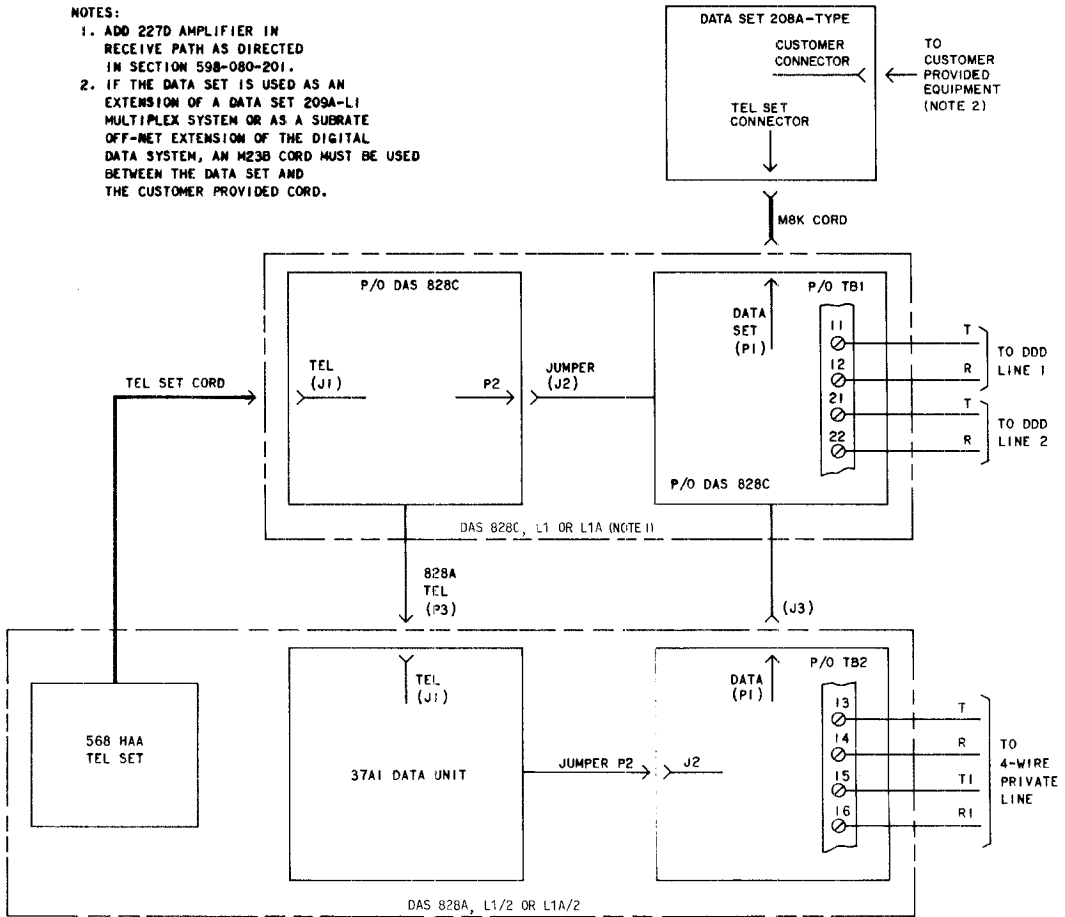 NOTES:
1. ADD 227D AMPLIFIER IN
RECEIVE PATH AS DIRECTED
IN SECTION 598-080-201.
2. IF THE DATA SET IS USED AS AN
EXTENSION OF A DATA SET 209A-L1
MULTIPLEX SYSTEM OR AS A SUBRATE
OFF-NET EXTENSION OF THE DIGITAL
DATA SYSTEM, AN M23B CORD MUST BE USED
BETWEEN THE DATA SET AND
THE CUSTOMER PROVIDED CORD.
DATA SET 208A-TYPE
CUSTOMER
CONNECTOR
TEL SET
CONNECTOR
TO
CUSTOMER
PROVIDED
EQUIPMENT
(NOTE 2)
M8K CORD
TEL SET CORD
P/O DAS 828C
TEL
(J1)
P2
JUMPER
(J2)
DATA
SET
(P1)
P/O TB1
11
12
21
22
T
R
T
R
TO DDD
LINE 1
TO DDD
LINE 2
P/O DAS 828C
DAS 828C, L1 OR L1A (NOTE 1)
828A
TEL
(P3)
(J3)
568 HAA
TEL SET
TEL
(J1)
37A1 DATA UNIT
JUMPER P2
J2
DATA
(P1)
P/O TB2
13
14
15
16
T
R
T1
R1
TO
4-WIRE
PRIVATE
LINE
DAS 828A, L1/2 OR L1A/2